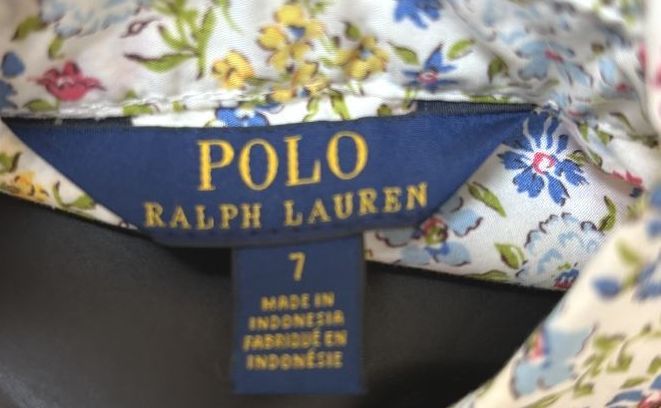 POLO
RALPH LAUREN
7
MADE IN
INDONESIA
FABRIQUÉ EN
INDONÉSIE